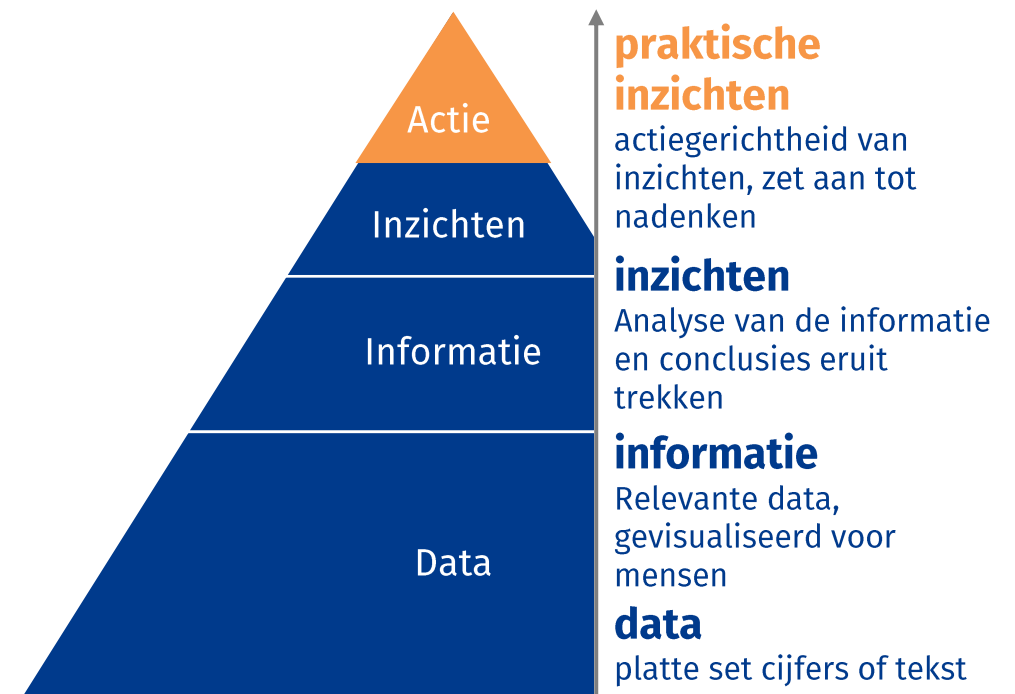 Actie
Inzichten
Informatie
Data
praktische
inzichten
actiegerichtheid van
inzichten, zet aan tot
nadenken
inzichten
Analyse van de informatie
en conclusies eruit
trekken
informatie
Relevante data,
gevisualiseerd voor
mensen
data
platte set cijfers of tekst